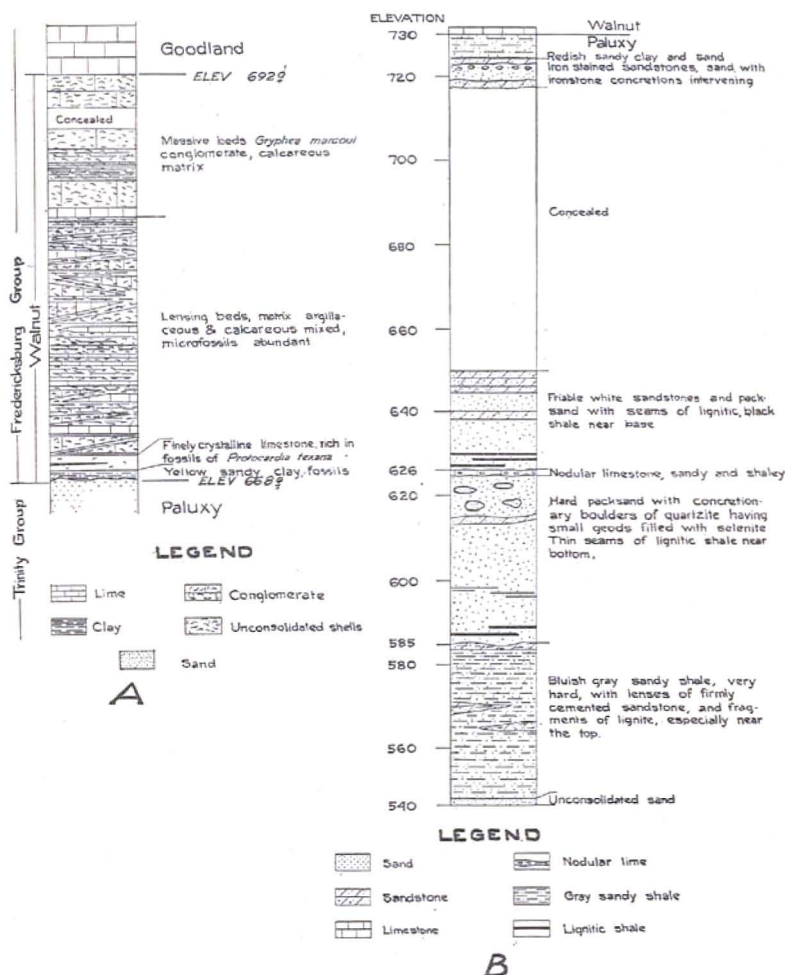 Goodland
ELEV 692⁹
Concealed
Massive beds Gryphea marcoui
conglomerate, calcareous
matrix
Fredericksburg Group
Walnut
Lensing beds, matrix argilla-
ceous & calcareous mixed,
microfossils abundant
Finely crystalline limestone, rich in
fossils of Protocardia texana
Yellow sandy clay, fossils
ELEV 658⁹
Paluxy
Trinity Group
LEGEND
Lime
Conglomerate
Clay
Unconsolidated shells
Sand
A
ELEVATION
730
720
700
680
660
640
626
620
600
585
580
560
540
Walnut
Paluxy
Redish sandy clay and sand
Iron stained sandstones, sand, with
ironstone concretions intervening
Concealed
Friable white sandstones and pack-
sand with seams of lignitic, black
shale near base
Nodular limestone, sandy and shaley
Hard packsand with concretion-
ary boulders of quartzite having
small geods filled with selenite
Thin seams of lignitic shale near
bottom.
Bluish gray sandy shale, very
hard, with lenses of firmly
cemented sandstone, and frag-
ments of lignite, especially near
the top.
Unconsolidated sand
LEGEND
Sand
Nodular lime
Sandstone
Gray sandy shale
Limestone
Lignitic shale
B